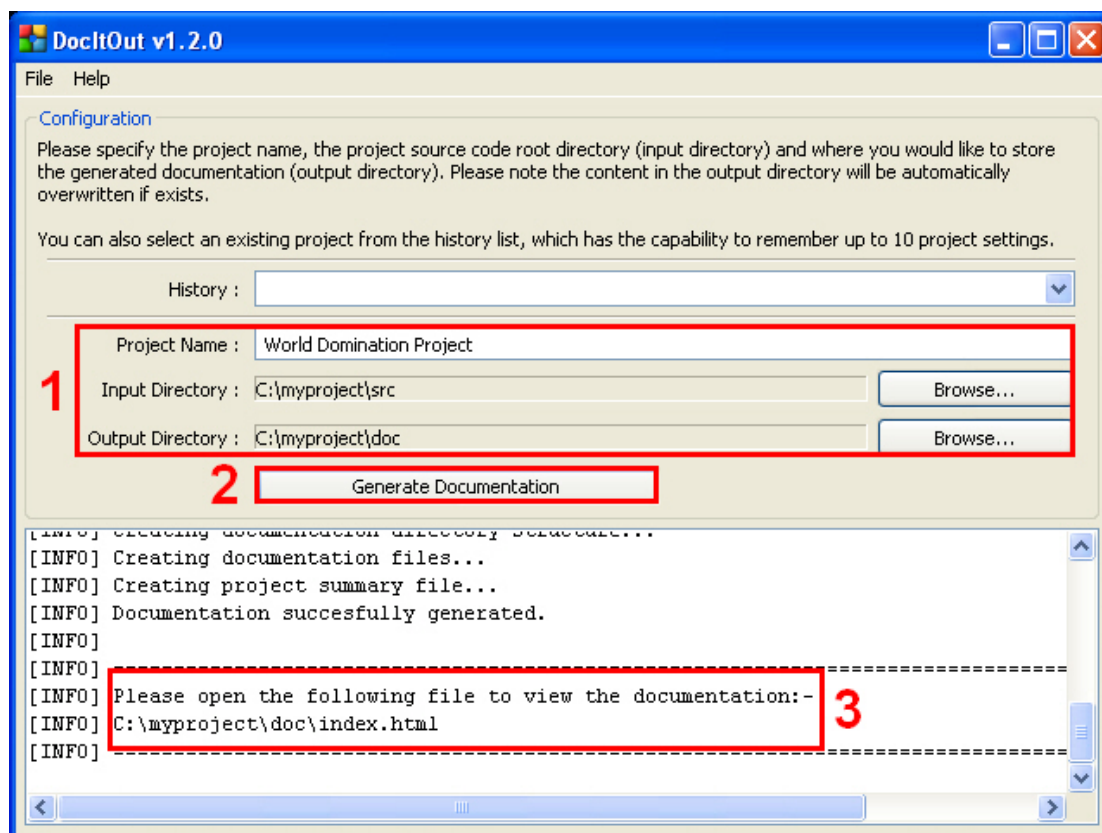 DocItOut v1.2.0
File Help
Configuration
Please specify the project name, the project source code root directory (input directory) and where you would like to store
the generated documentation (output directory). Please note the content in the output directory will be automatically
overwritten if exists.
You can also select an existing project from the history list, which has the capability to remember up to 10 project settings.
History :
Project Name : World Domination Project
1
Input Directory : C:\myproject\src Browse...
Output Directory : C:\myproject\doc Browse...
2 Generate Documentation
[INFO] Creating documentation directory structure...
[INFO] Creating documentation files...
[INFO] Creating project summary file...
[INFO] Documentation succesfully generated.
[INFO]
[INFO] ================================================================================
[INFO] Please open the following file to view the documentation:-
3
[INFO] C:\myproject\doc\index.html
[INFO] ================================================================================